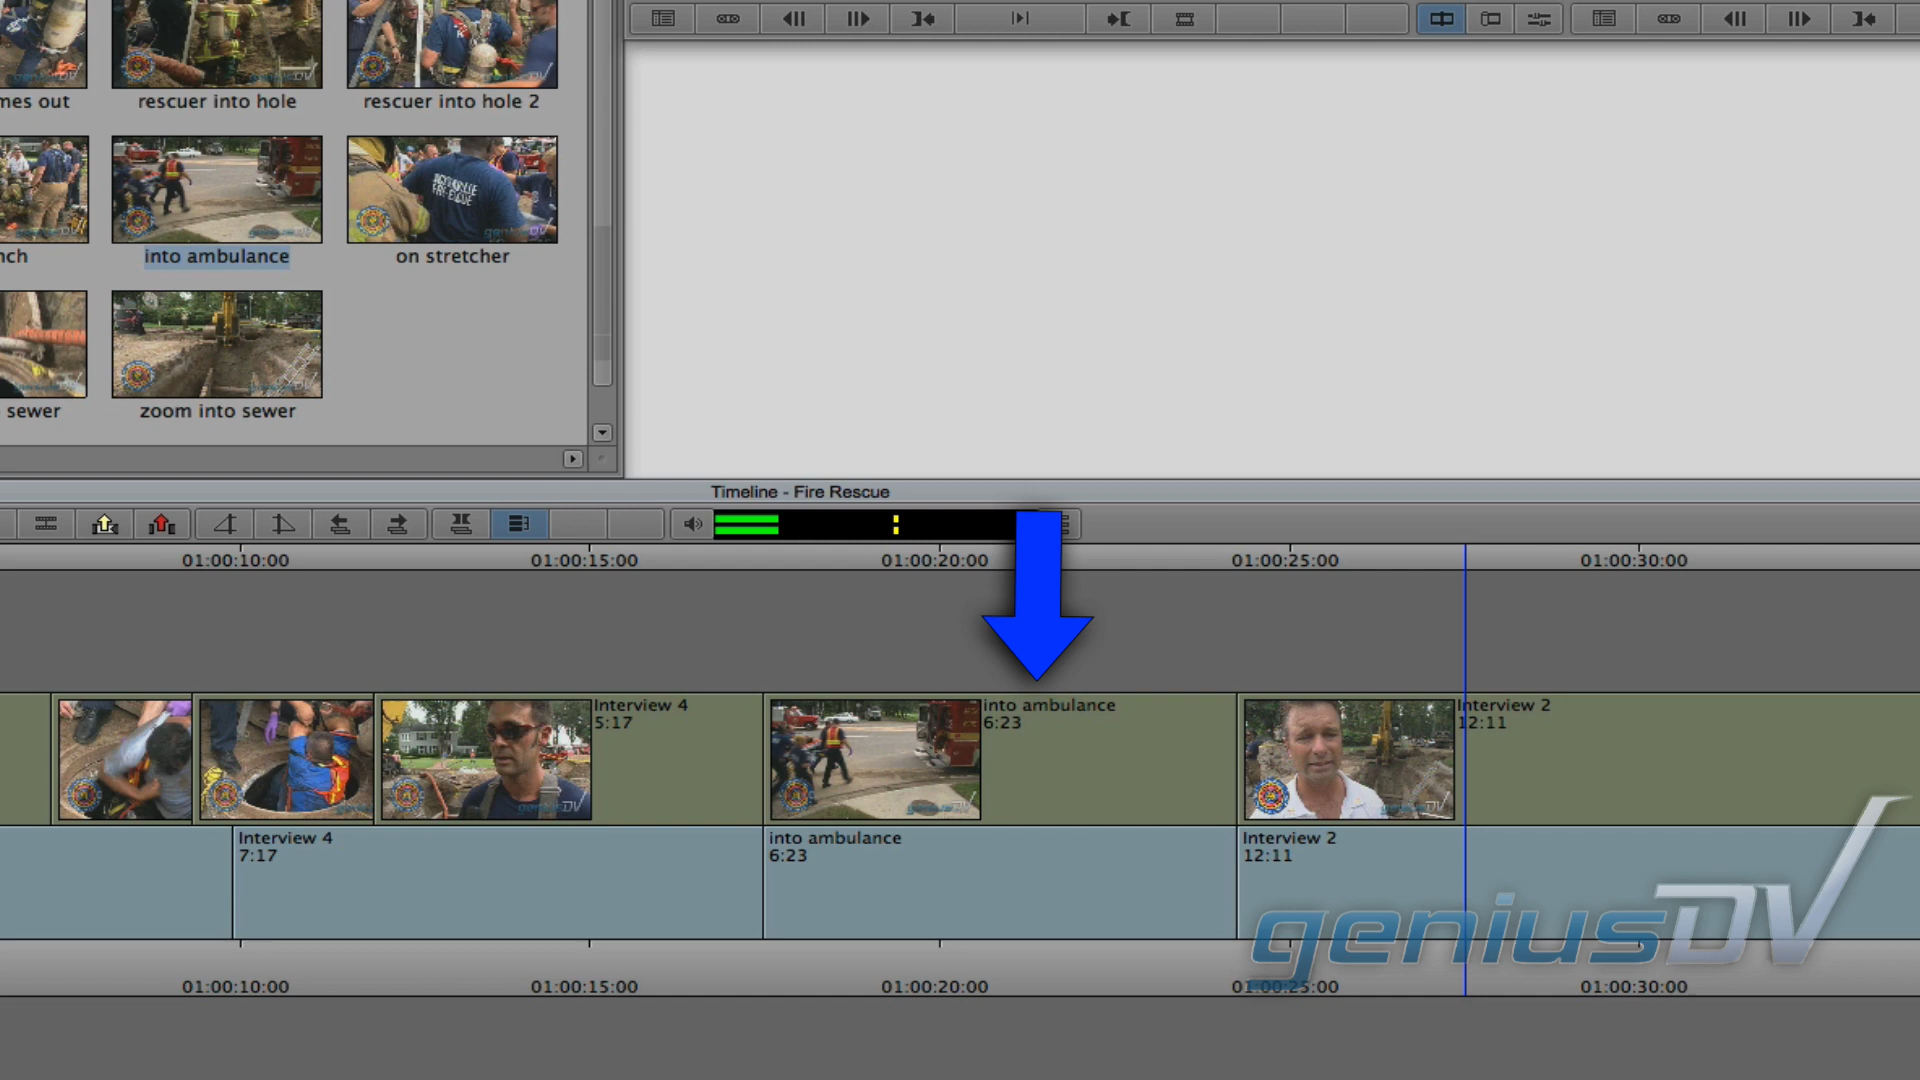 mes out
rescuer into hole
rescuer into hole 2
nch
into ambulance
on stretcher
sewer
zoom into sewer
Timeline - Fire Rescue
01:00:10:00
01:00:15:00
01:00:20:00
01:00:25:00
01:00:30:00
Interview 4
5:17
into ambulance
6:23
Interview 2
12:11
Interview 4
7:17
into ambulance
6:23
Interview 2
12:11
geniusDV
01:00:10:00
01:00:15:00
01:00:20:00
01:00:25:00
01:00:30:00